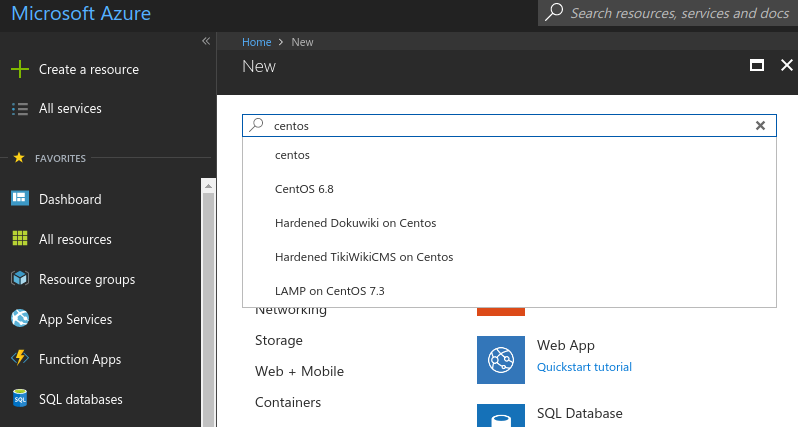 Microsoft Azure
Search resources, services and docs
«
Home > New
New
Create a resource
All services
FAVORITES
Dashboard
All resources
Resource groups
App Services
Function Apps
SQL databases
SQL
centos
centos
CentOS 6.8
Hardened Dokuwiki on Centos
Hardened TikiWikiCMS on Centos
LAMP on CentOS 7.3
Networking
Storage
Web + Mobile
Containers
Web App
Quickstart tutorial
SQL Database